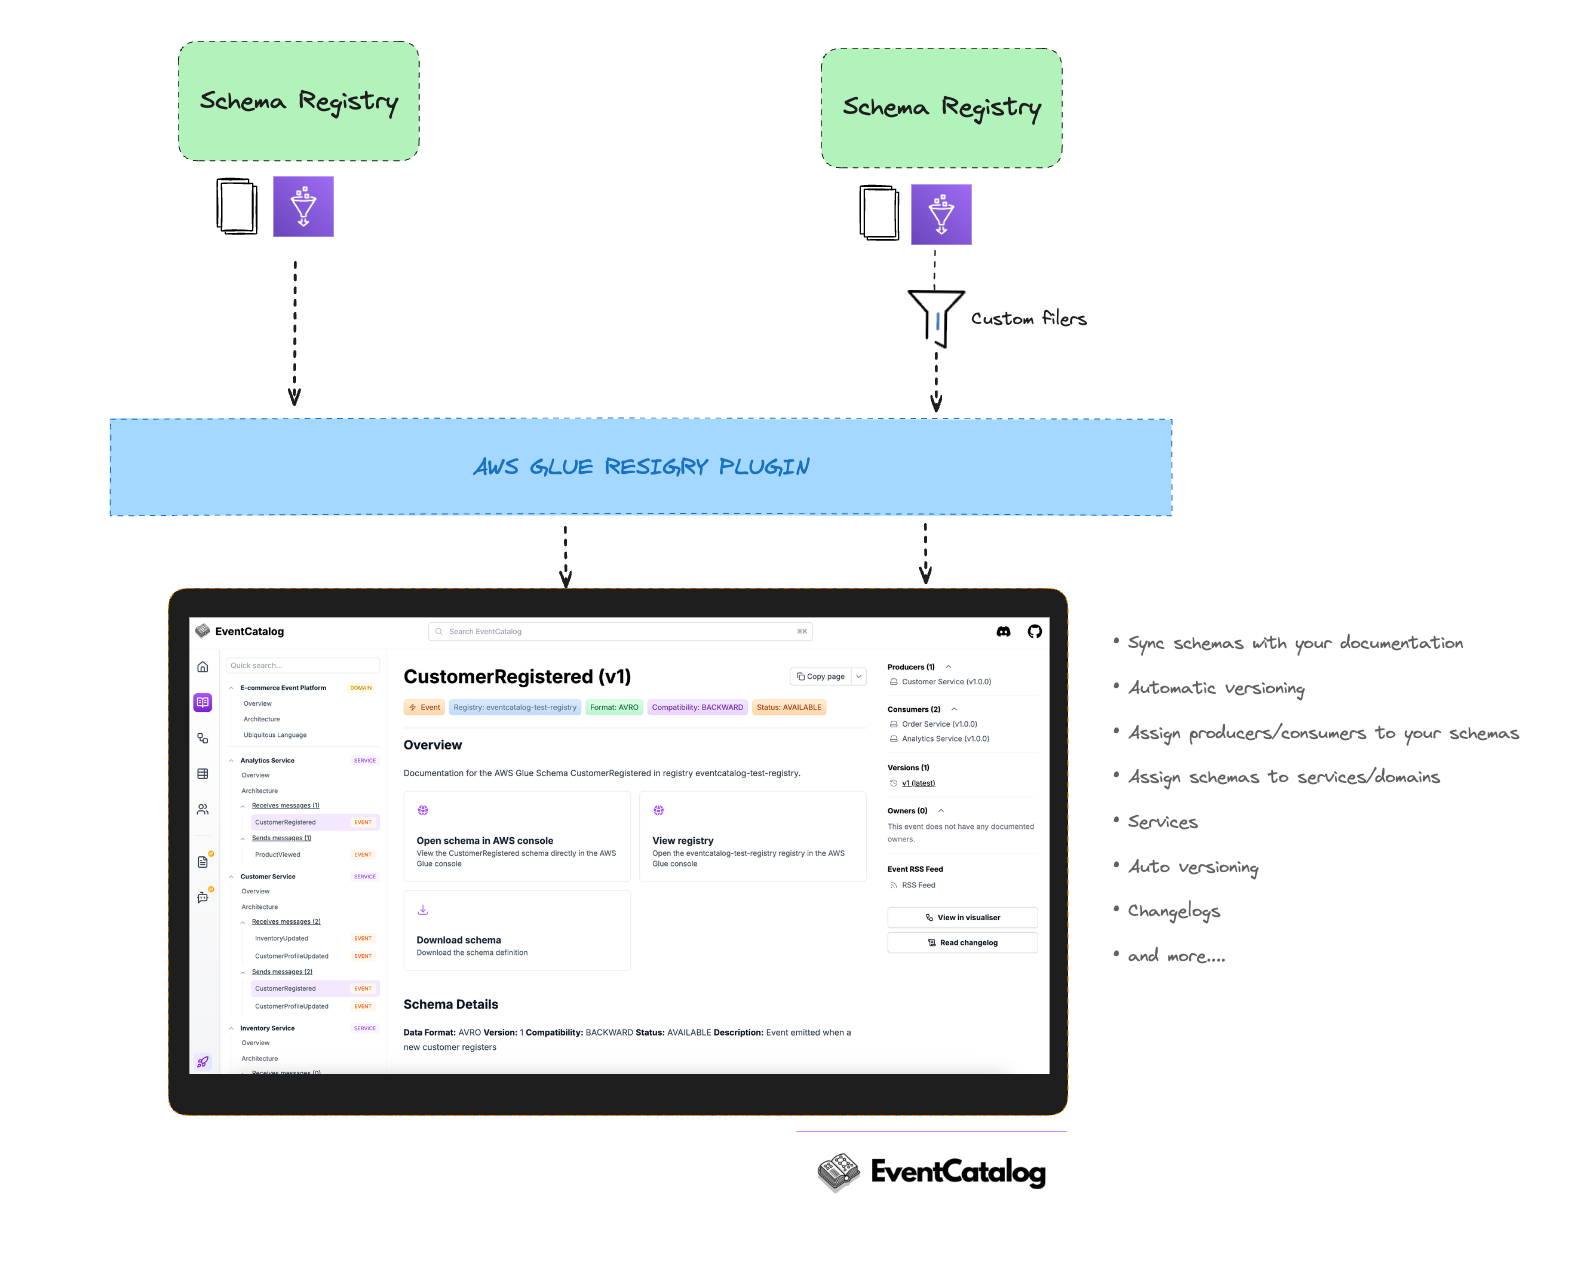 Schema Registry
Schema Registry
Custom filers
AWS GLUE RESIGRY PLUGIN
EventCatalog
Search EventCatalog
⌘K
Quick search...
E-commerce Event Platform
DOMAIN
Overview
Architecture
Ubiquitous Language
Analytics Service
SERVICE
Overview
Architecture
Receives messages (1)
CustomerRegistered
EVENT
Sends messages (1)
ProductViewed
EVENT
Customer Service
SERVICE
Overview
Architecture
Receives messages (2)
InventoryUpdated
EVENT
CustomerProfileUpdated
EVENT
Sends messages (2)
CustomerRegistered
EVENT
CustomerProfileUpdated
EVENT
Inventory Service
SERVICE
Overview
Architecture
Receives messages (0)
CustomerRegistered (v1)
Copy page
Event
Registry: eventcatalog-test-registry
Format: AVRO
Compatibility: BACKWARD
Status: AVAILABLE
Overview
Documentation for the AWS Glue Schema CustomerRegistered in registry eventcatalog-test-registry.
Open schema in AWS console
View the CustomerRegistered schema directly in the AWS
Glue console
View registry
Open the eventcatalog-test-registry registry in the AWS
Glue console
Download schema
Download the schema definition
Schema Details
Data Format: AVRO Version: 1 Compatibility: BACKWARD Status: AVAILABLE Description: Event emitted when a
new customer registers
Producers (1)
Customer Service (v1.0.0)
Consumers (2)
Order Service (v1.0.0)
Analytics Service (v1.0.0)
Versions (1)
v1 (latest)
Owners (0)
This event does not have any documented
owners.
Event RSS Feed
RSS Feed
View in visualiser
Read changelog
• Sync schemas with your documentation
• Automatic versioning
• Assign producers/consumers to your schemas
• Assign schemas to services/domains
• Services
• Auto versioning
• Changelogs
• and more....
EventCatalog